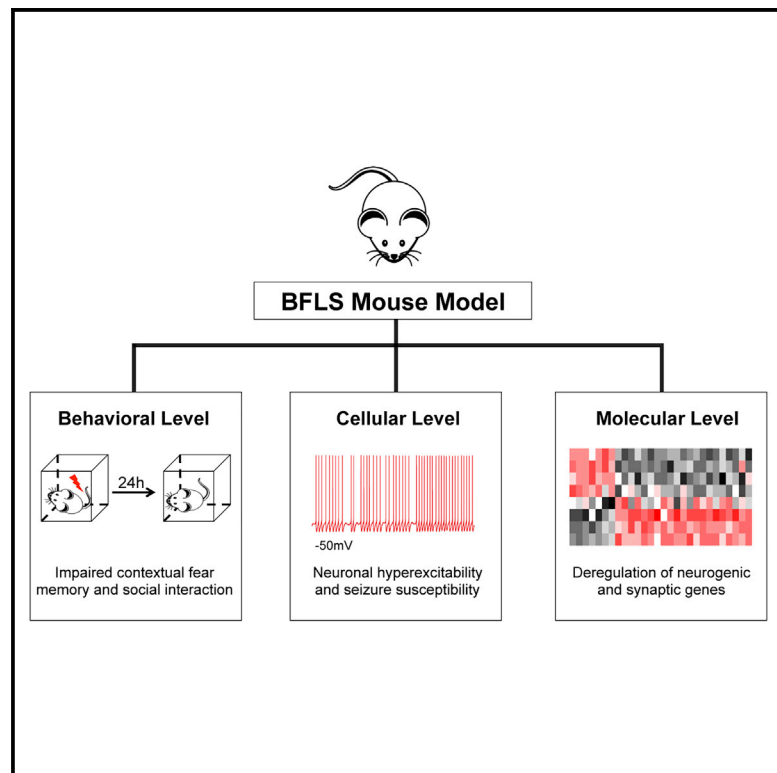 BFLS Mouse Model
Behavioral Level
24h
Impaired contextual fear
memory and social interaction
Cellular Level
-50mV
Neuronal hyperexcitability
and seizure susceptibility
Molecular Level
Deregulation of neurogenic
and synaptic genes